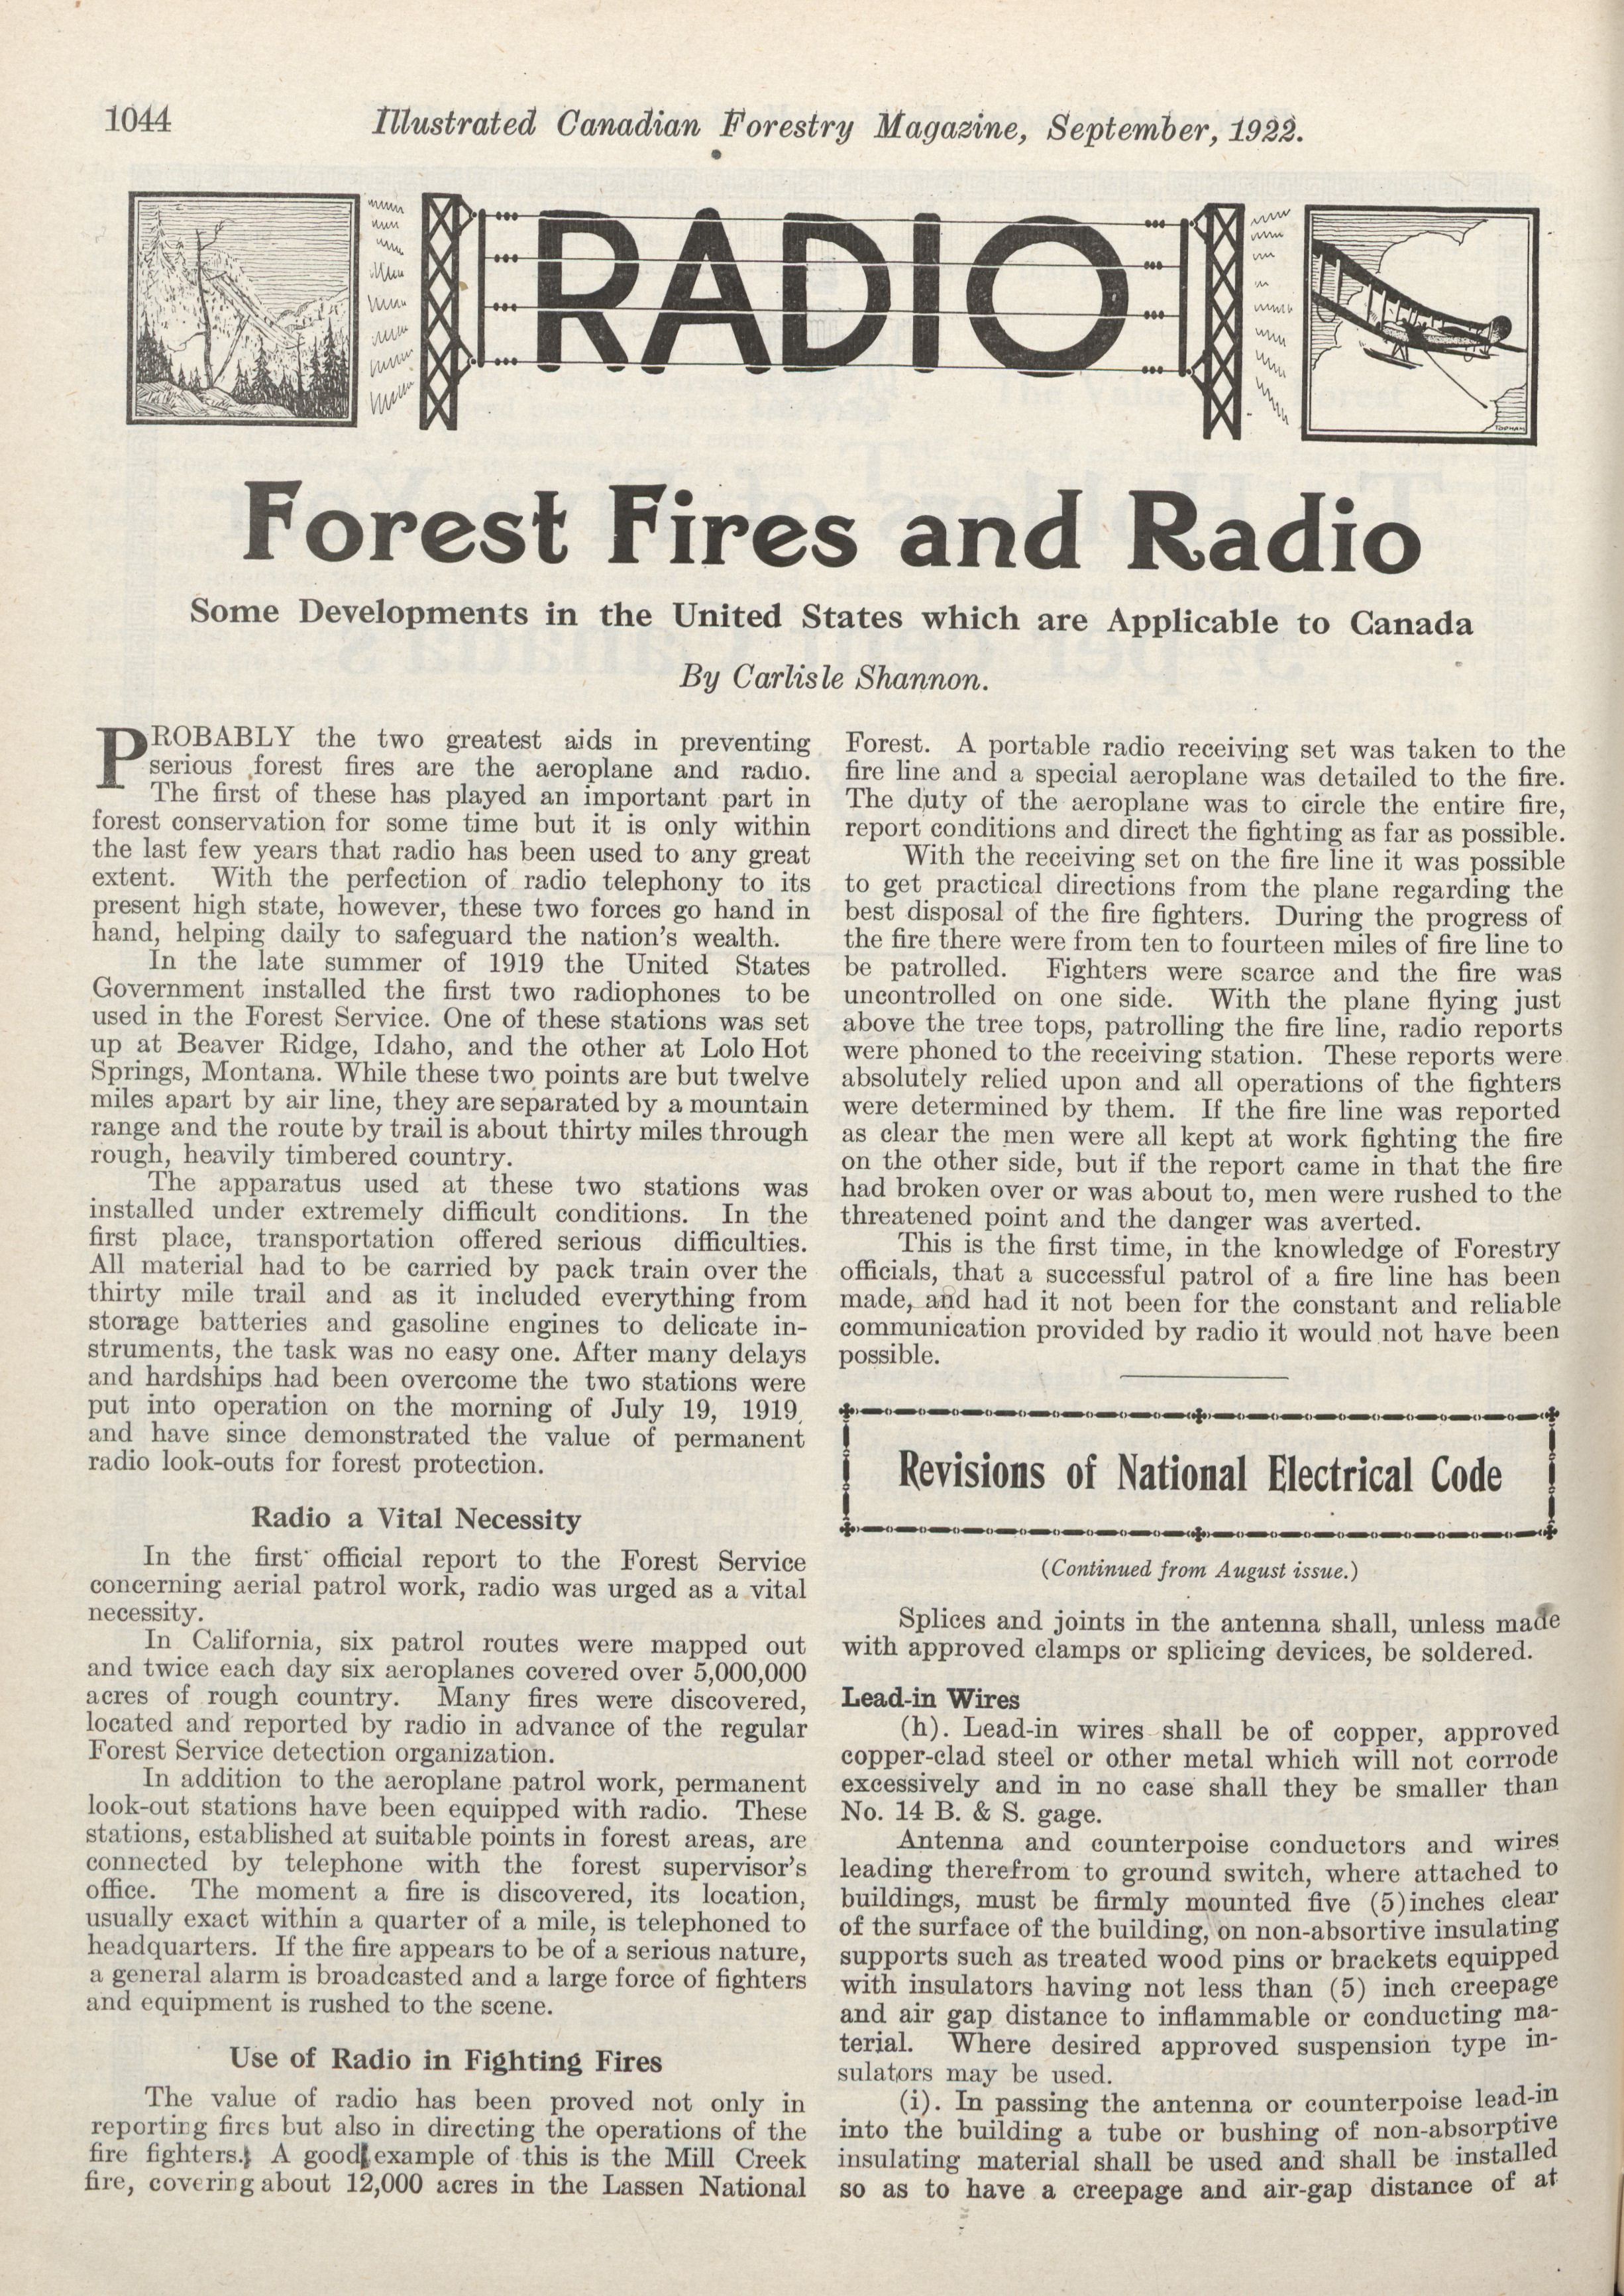 1044
Illustrated Canadian Forestry Magazine, September, 1922.
RADIO
Forest Fires and Radio
Some Developments in the United States which are Applicable to Canada
By Carlisle Shannon.
PROBABLY the two greatest aids in preventing
serious forest fires are the aeroplane and radio.
The first of these has played an important part in
forest conservation for some time but it is only within
the last few years that radio has been used to any great
extent. With the perfection of radio telephony to its
present high state, however, these two forces go hand in
hand, helping daily to safeguard the nation's wealth.
In the late summer of 1919 the United States
Government installed the first two radiophones to be
used in the Forest Service. One of these stations was set
up at Beaver Ridge, Idaho, and the other at Lolo Hot
Springs, Montana. While these two points are but twelve
miles apart by air line, they are separated by a mountain
range and the route by trail is about thirty miles through
rough, heavily timbered country.
The apparatus used at these two stations was
installed under extremely difficult conditions. In the
first place, transportation offered serious difficulties.
All material had to be carried by pack train over the
thirty mile trail and as it included everything from
storage batteries and gasoline engines to delicate in-
struments, the task was no easy one. After many delays
and hardships had been overcome the two stations were
put into operation on the morning of July 19, 1919,
and have since demonstrated the value of permanent
radio look-outs for forest protection.
Radio a Vital Necessity
In the first official report to the Forest Service
concerning aerial patrol work, radio was urged as a vital
necessity.
In California, six patrol routes were mapped out
and twice each day six aeroplanes covered over 5,000,000
acres of rough country. Many fires were discovered,
located and reported by radio in advance of the regular
Forest Service detection organization.
In addition to the aeroplane patrol work, permanent
look-out stations have been equipped with radio. These
stations, established at suitable points in forest areas, are
connected by telephone with the forest supervisor's
office. The moment a fire is discovered, its location,
usually exact within a quarter of a mile, is telephoned to
headquarters. If the fire appears to be of a serious nature,
a general alarm is broadcasted and a large force of fighters
and equipment is rushed to the scene.
Use of Radio in Fighting Fires
The value of radio has been proved not only in
reporting fires but also in directing the operations of the
fire fighters. A good example of this is the Mill Creek
fire, covering about 12,000 acres in the Lassen National
Forest. A portable radio receiving set was taken to the
fire line and a special aeroplane was detailed to the fire.
The duty of the aeroplane was to circle the entire fire,
report conditions and direct the fighting as far as possible.
With the receiving set on the fire line it was possible
to get practical directions from the plane regarding the
best disposal of the fire fighters. During the progress of
the fire there were from ten to fourteen miles of fire line to
be patrolled. Fighters were scarce and the fire was
uncontrolled on one side. With the plane flying just
above the tree tops, patrolling the fire line, radio reports
were phoned to the receiving station. These reports were
absolutely relied upon and all operations of the fighters
were determined by them. If the fire line was reported
as clear the men were all kept at work fighting the fire
on the other side, but if the report came in that the fire
had broken over or was about to, men were rushed to the
threatened point and the danger was averted.
This is the first time, in the knowledge of Forestry
officials, that a successful patrol of a fire line has been
made, and had it not been for the constant and reliable
communication provided by radio it would not have been
possible.
Revisions of National Electrical Code
(Continued from August issue.)
Splices and joints in the antenna shall, unless made
with approved clamps or splicing devices, be soldered.
Lead-in Wires
(h). Lead-in wires shall be of copper, approved
copper-clad steel or other metal which will not corrode
excessively and in no case shall they be smaller than
No. 14 B. & S. gage.
Antenna and counterpoise conductors and wires
leading therefrom to ground switch, where attached to
buildings, must be firmly mounted five (5) inches clear
of the surface of the building, on non-absortive insulating
supports such as treated wood pins or brackets equipped
with insulators having not less than (5) inch creepage
and air gap distance to inflammable or conducting ma-
terial. Where desired approved suspension type in-
sulators may be used.
(i). In passing the antenna or counterpoise lead-in
into the building a tube or bushing of non-absorptive
insulating material shall be used and shall be installed
so as to have a creepage and air-gap distance of at